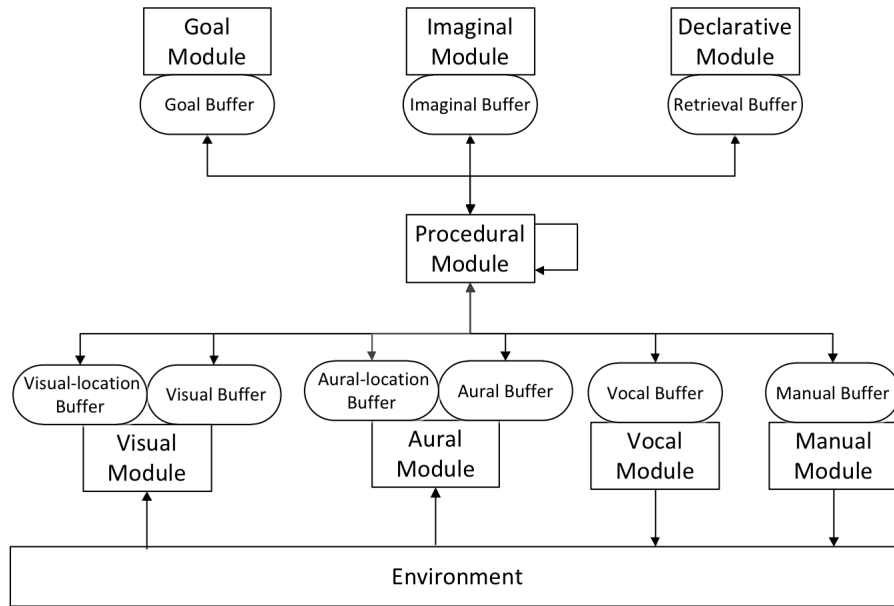 Goal
Module
Imaginal
Module
Declarative
Module
Goal Buffer
Imaginal Buffer
Retrieval Buffer
Procedural
Module
Visual-location
Buffer
Visual Buffer
Aural-location
Buffer
Aural Buffer
Vocal Buffer
Manual Buffer
Visual
Module
Aural
Module
Vocal
Module
Manual
Module
Environment